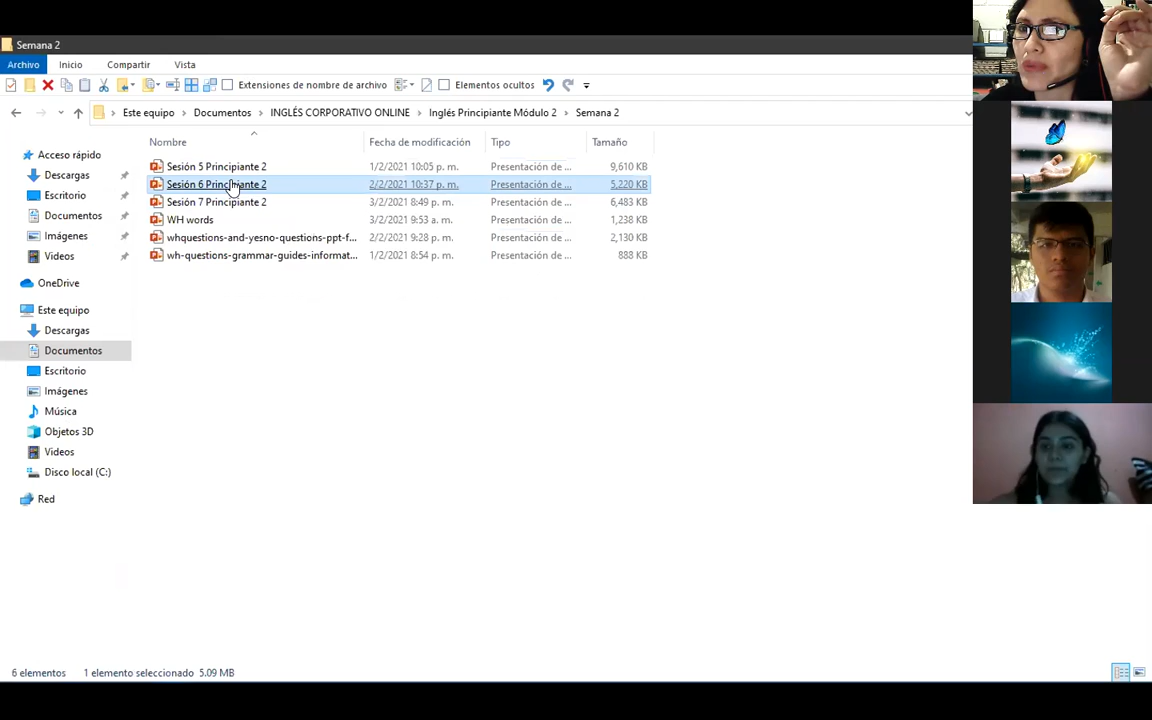 Semana 2
Archivo Inicio Compartir Vista
Extensiones de nombre de archivo Elementos ocultos
Este equipo Documentos INGLÉS CORPORATIVO ONLINE Inglés Principiante Módulo 2 Semana 2
Nombre Fecha de modificación Tipo Tamaño
Acceso rápido
Descargas
Escritorio
Documentos
Imágenes
Videos
OneDrive
Este equipo
Descargas
Documentos
Escritorio
Imágenes
Música
Objetos 3D
Videos
Disco local (C:)
Red
Sesión 5 Principiante 2 1/2/2021 10:05 p. m. Presentación de ... 9,610 KB
Sesión 6 Principiante 2 2/2/2021 10:37 p. m. Presentación de ... 5,220 KB
Sesión 7 Principiante 2 3/2/2021 8:49 p. m. Presentación de ... 6,483 KB
WH words 3/2/2021 9:53 a. m. Presentación de ... 1,238 KB
whquestions-and-yesno-questions-ppt-f... 2/2/2021 9:28 p. m. Presentación de ... 2,130 KB
wh-questions-grammar-guides-informat... 1/2/2021 8:54 p. m. Presentación de ... 888 KB
6 elementos 1 elemento seleccionado 5.09 MB